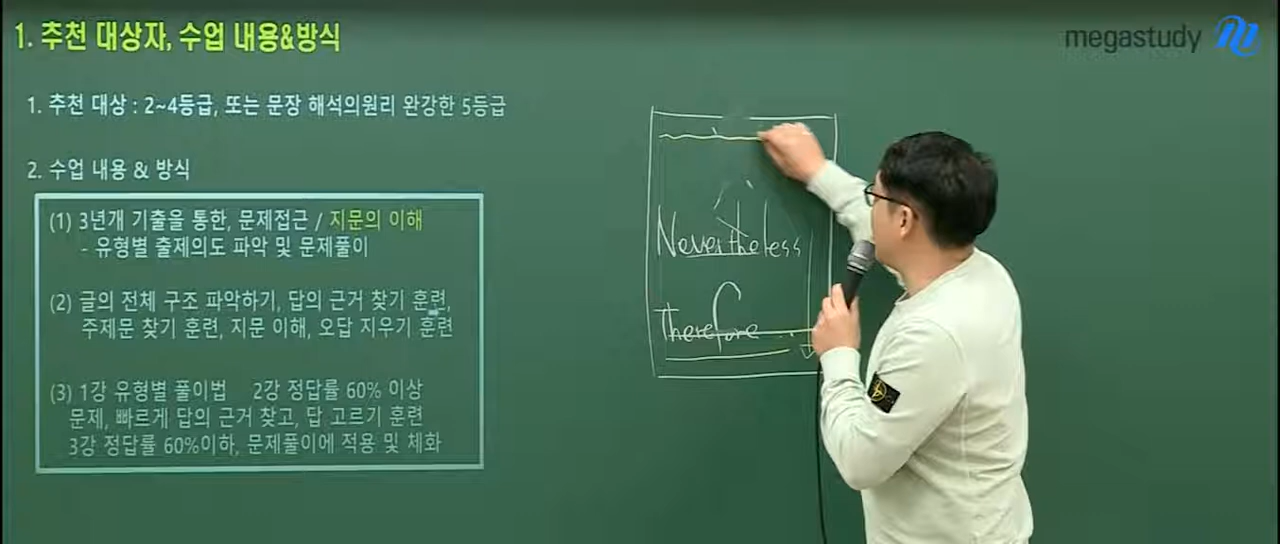 1. 추천 대상자, 수업 내용&방식
megastudy
1. 추천 대상 : 2~4등급, 또는 문장 해석의원리 완강한 5등급
2. 수업 내용 & 방식
(1) 3년개 기출을 통한, 문제접근 / 지문의 이해
- 유형별 출제의도 파악 및 문제풀이
(2) 글의 전체 구조 파악하기, 답의 근거 찾기 훈련,
주제문 찾기 훈련, 지문 이해, 오답 지우기 훈련
(3) 1강 유형별 풀이법 2강 정답률 60% 이상
문제, 빠르게 답의 근거 찾고, 답 고르기 훈련
3강 정답률 60%이하, 문제풀이에 적용 및 체화
Nevertheless
Therefore